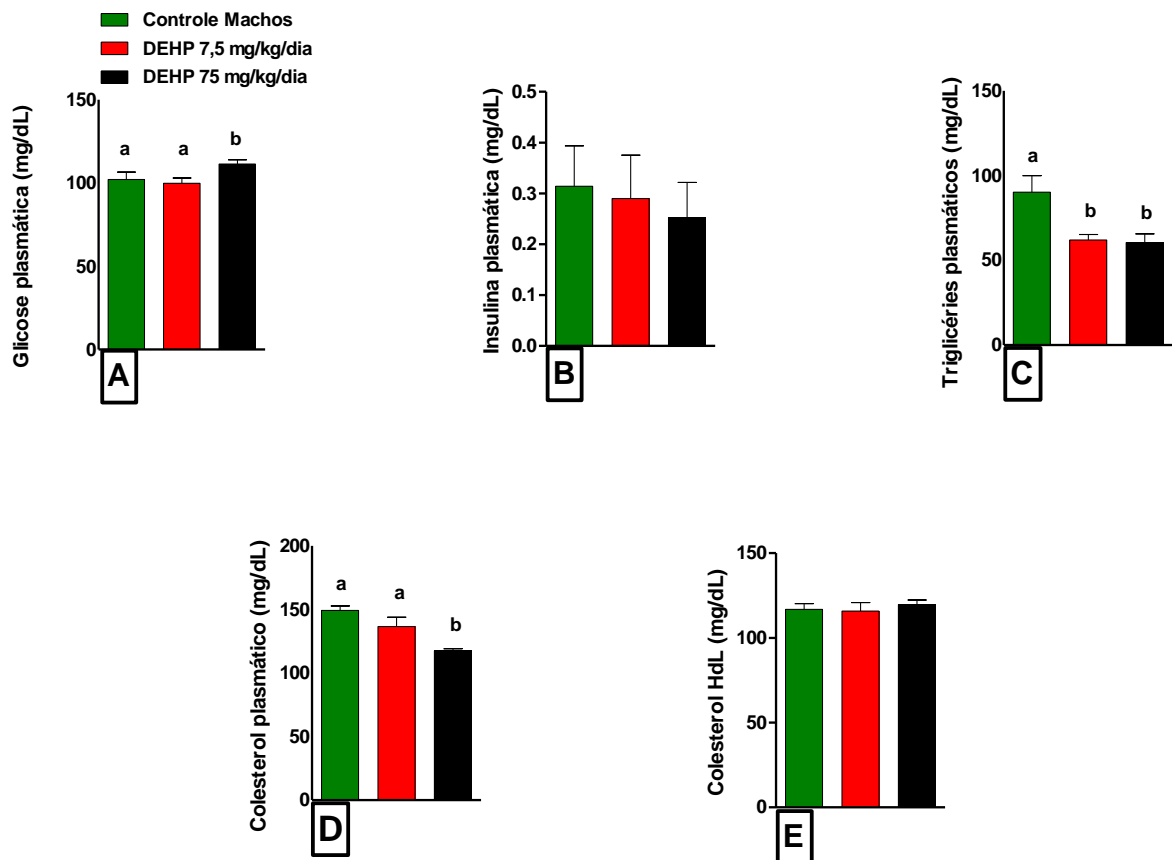 Controle Machos
DEHP 7,5 mg/kg/dia
DEHP 75 mg/kg/dia
Glicose plasmática (mg/dL)
150
100
50
0
a
a
b
A
Insulina plasmática (mg/dL)
0.5
0.4
0.3
0.2
0.1
0.0
B
Triglicéries plasmáticos (mg/dL)
150
100
50
0
a
b
b
C
Colesterol plasmático (mg/dL)
200
150
100
50
0
a
a
b
D
Colesterol HdL (mg/dL)
150
100
50
0
E